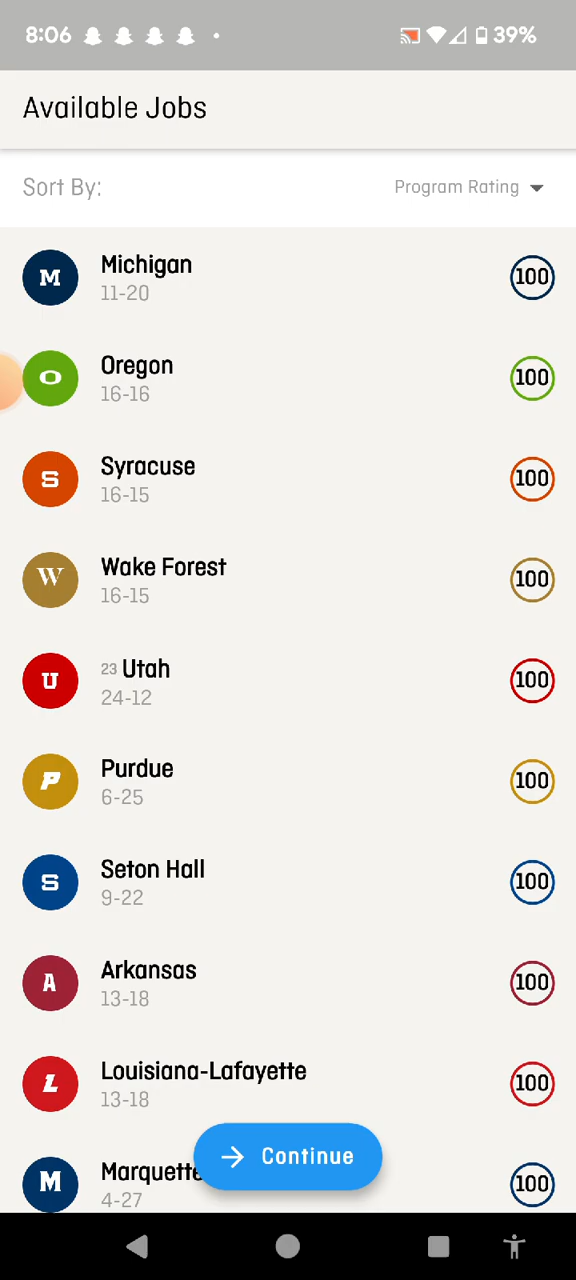 8:06 39%
Available Jobs
Sort By: Program Rating
M Michigan 100
11-20
O Oregon 100
16-16
S Syracuse 100
16-15
W Wake Forest 100
16-15
U 23 Utah 100
24-12
P Purdue 100
6-25
S Seton Hall 100
9-22
A Arkansas 100
13-18
L Louisiana-Lafayette 100
13-18
M Marquette 100
4-27
Continue